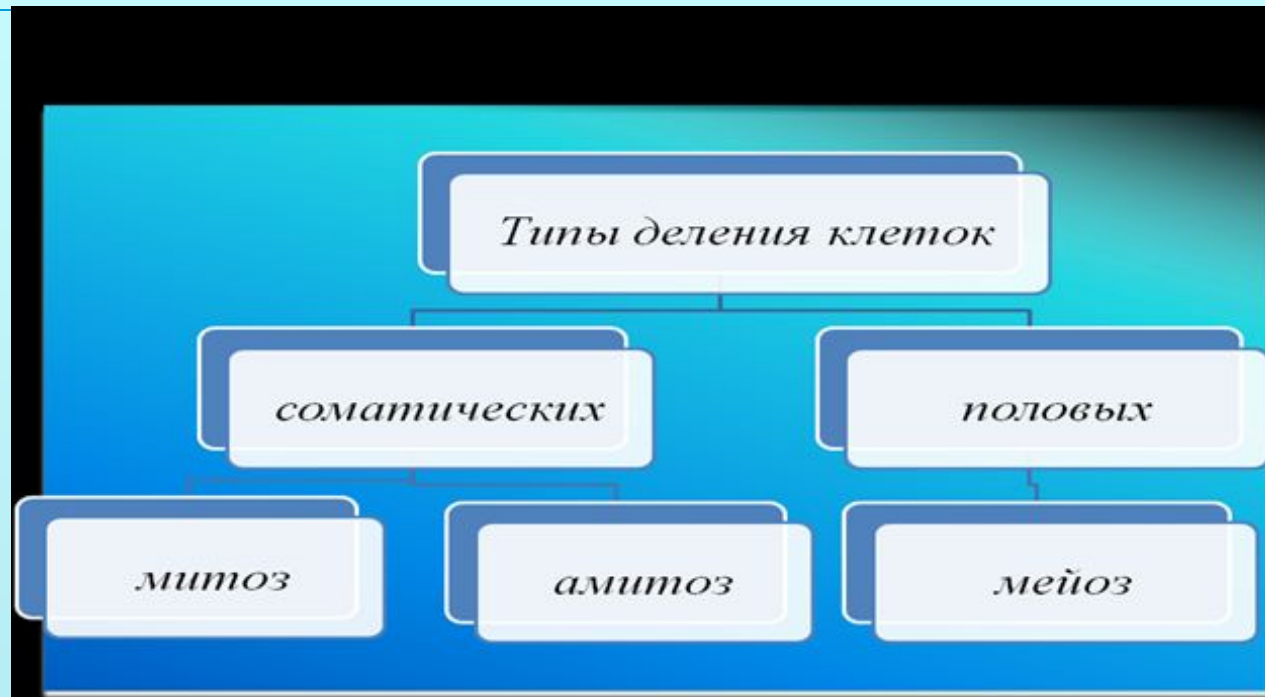 Типы деления клеток
соматических
половых
митоз
амитоз
мейоз